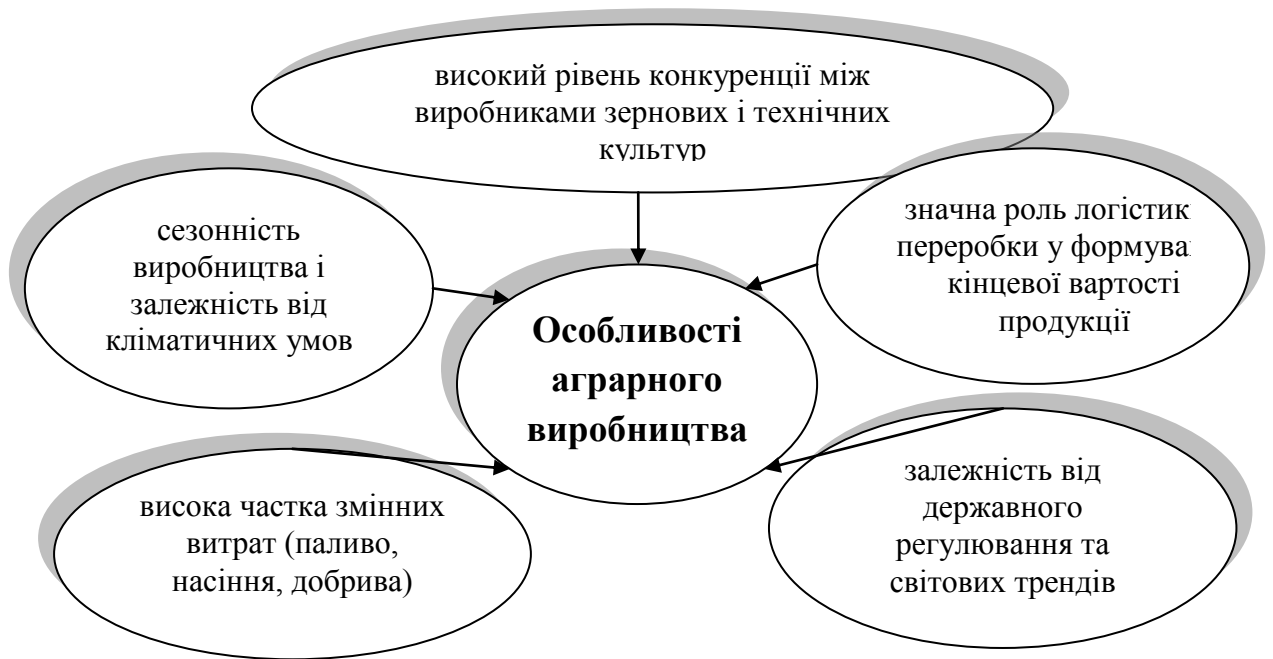 високий рівень конкуренції між
виробниками зернових і технічних
культур
сезонність
виробництва і
залежність від
кліматичних умов
значна роль логістик
переробки у формува
кінцевої вартості
продукції
Особливості
аграрного
виробництва
висока частка змінних
витрат (паливо,
насіння, добрива)
залежність від
державного
регулювання та
світових трендів